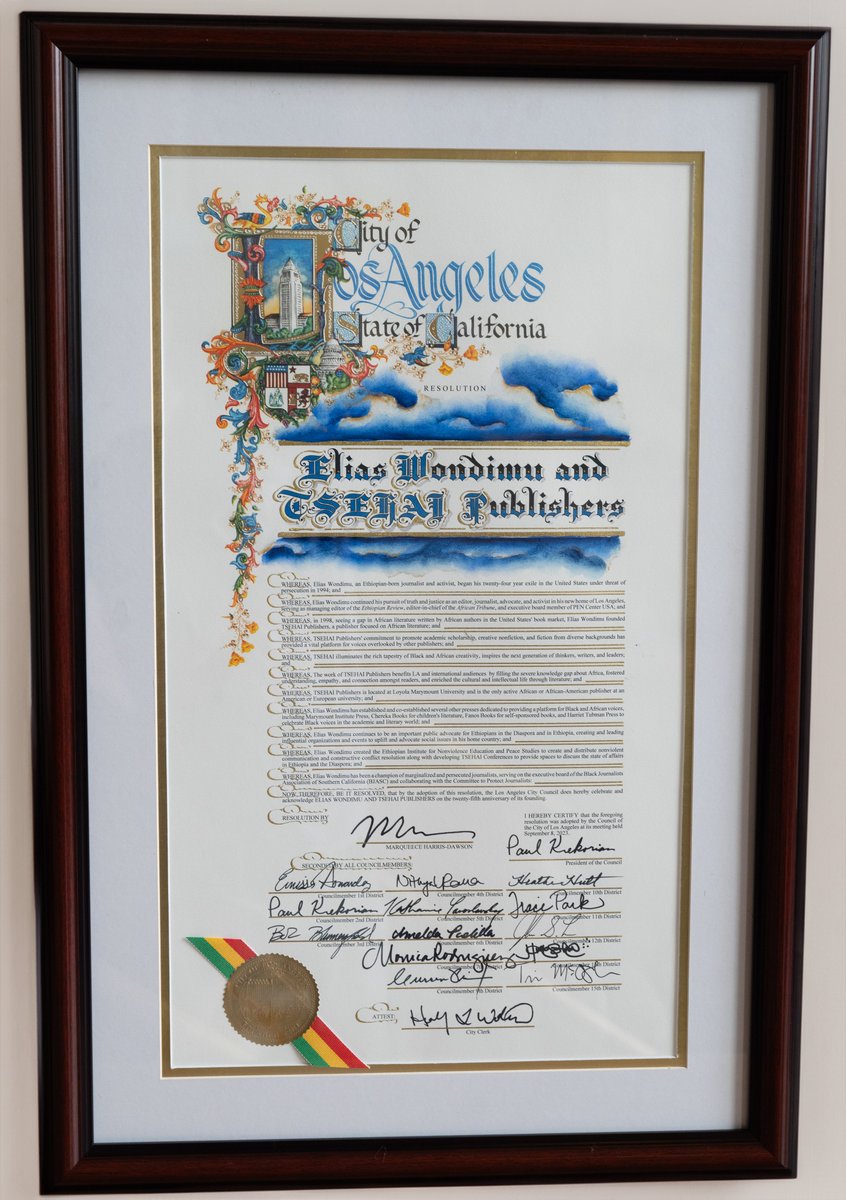 City of
Los Angeles
State of California
RESOLUTION
Elias Wondimu and
TSEHAI Publishers
WHEREAS, Elias Wondimu, an Ethiopian-born journalist and activist, began his twenty-four year exile in the United States under threat of
persecution in 1994; and
WHEREAS, Elias Wondimu continued his pursuit of truth and justice as an editor, journalist, advocate, and activist in his new home of Los Angeles,
serving as managing editor of the Ethiopian Review, editor-in-chief of the African Tribune, and executive board member of PEN Center USA; and
WHEREAS, in 1998, seeing a gap in African literature written by African authors in the United States' book market, Elias Wondimu founded
TSEHAI Publishers, a publisher focused on African literature; and
WHEREAS, TSEHAI Publishers' commitment to promote academic scholarship, creative nonfiction, and fiction from diverse backgrounds has
provided a vital platform for voices overlooked by other publishers; and
WHEREAS, TSEHAI illuminates the rich tapestry of Black and African creativity, inspires the next generation of thinkers, writers, and leaders;
and
WHEREAS, The work of TSEHAI Publishers benefits LA and international audiences by filling the severe knowledge gap about Africa, fostered
understanding, empathy, and connection amongst readers, and enriched the cultural and intellectual life through literature; and
WHEREAS, TSEHAI Publishers is located at Loyola Marymount University and is the only active African or African-American publisher at an
American or European university; and
WHEREAS, Elias Wondimu has established and co-established several other presses dedicated to providing a platform for Black and African voices,
including Marymount Institute Press, Chereka Books for children's literature, Fanos Books for self-sponsored books, and Harriet Tubman Press to
celebrate Black voices in the academic and literary world; and
WHEREAS, Elias Wondimu continues to be an important public advocate for Ethiopians in the Diaspora and in Ethiopia, creating and leading
influential organizations and events to uplift and advocate social issues in his home country; and
WHEREAS, Elias Wondimu created the Ethiopian Institute for Nonviolence Education and Peace Studies to create and distribute nonviolent
communication and constructive conflict resolution along with developing TSEHAI Conferences to provide spaces to discuss the state of affairs
in Ethiopia and the Diaspora; and
WHEREAS, Elias Wondimu has been a champion of marginalized and persecuted journalists, serving on the executive board of the Black Journalists
Association of Southern California (BJASC) and collaborating with the Committee to Protect Journalists:
NOW THEREFORE, BE IT RESOLVED, that by the adoption of this resolution, the Los Angeles City Council does hereby celebrate and
acknowledge ELIAS WONDIMU AND TSEHAI PUBLISHERS on the twenty-fifth anniversary of its founding.
RESOLUTION BY
MARQUEECE HARRIS-DAWSON
I HEREBY CERTIFY that the foregoing
resolution was adopted by the Council of
the City of Los Angeles at its meeting held
September 8, 2023.
Paul Krekorian
President of the Council
SECONDED BY ALL COUNCILMEMBERS:
Councilmember 1st District
Councilmember 4th District
Councilmember 10th District
Paul Krekorian
Councilmember 2nd District
Councilmember 5th District
Councilmember 11th District
Councilmember 3rd District
Councilmember 6th District
Councilmember 12th District
Monica Rodriguez
Councilmember 9th District
Councilmember 15th District
ATTEST:
City Clerk